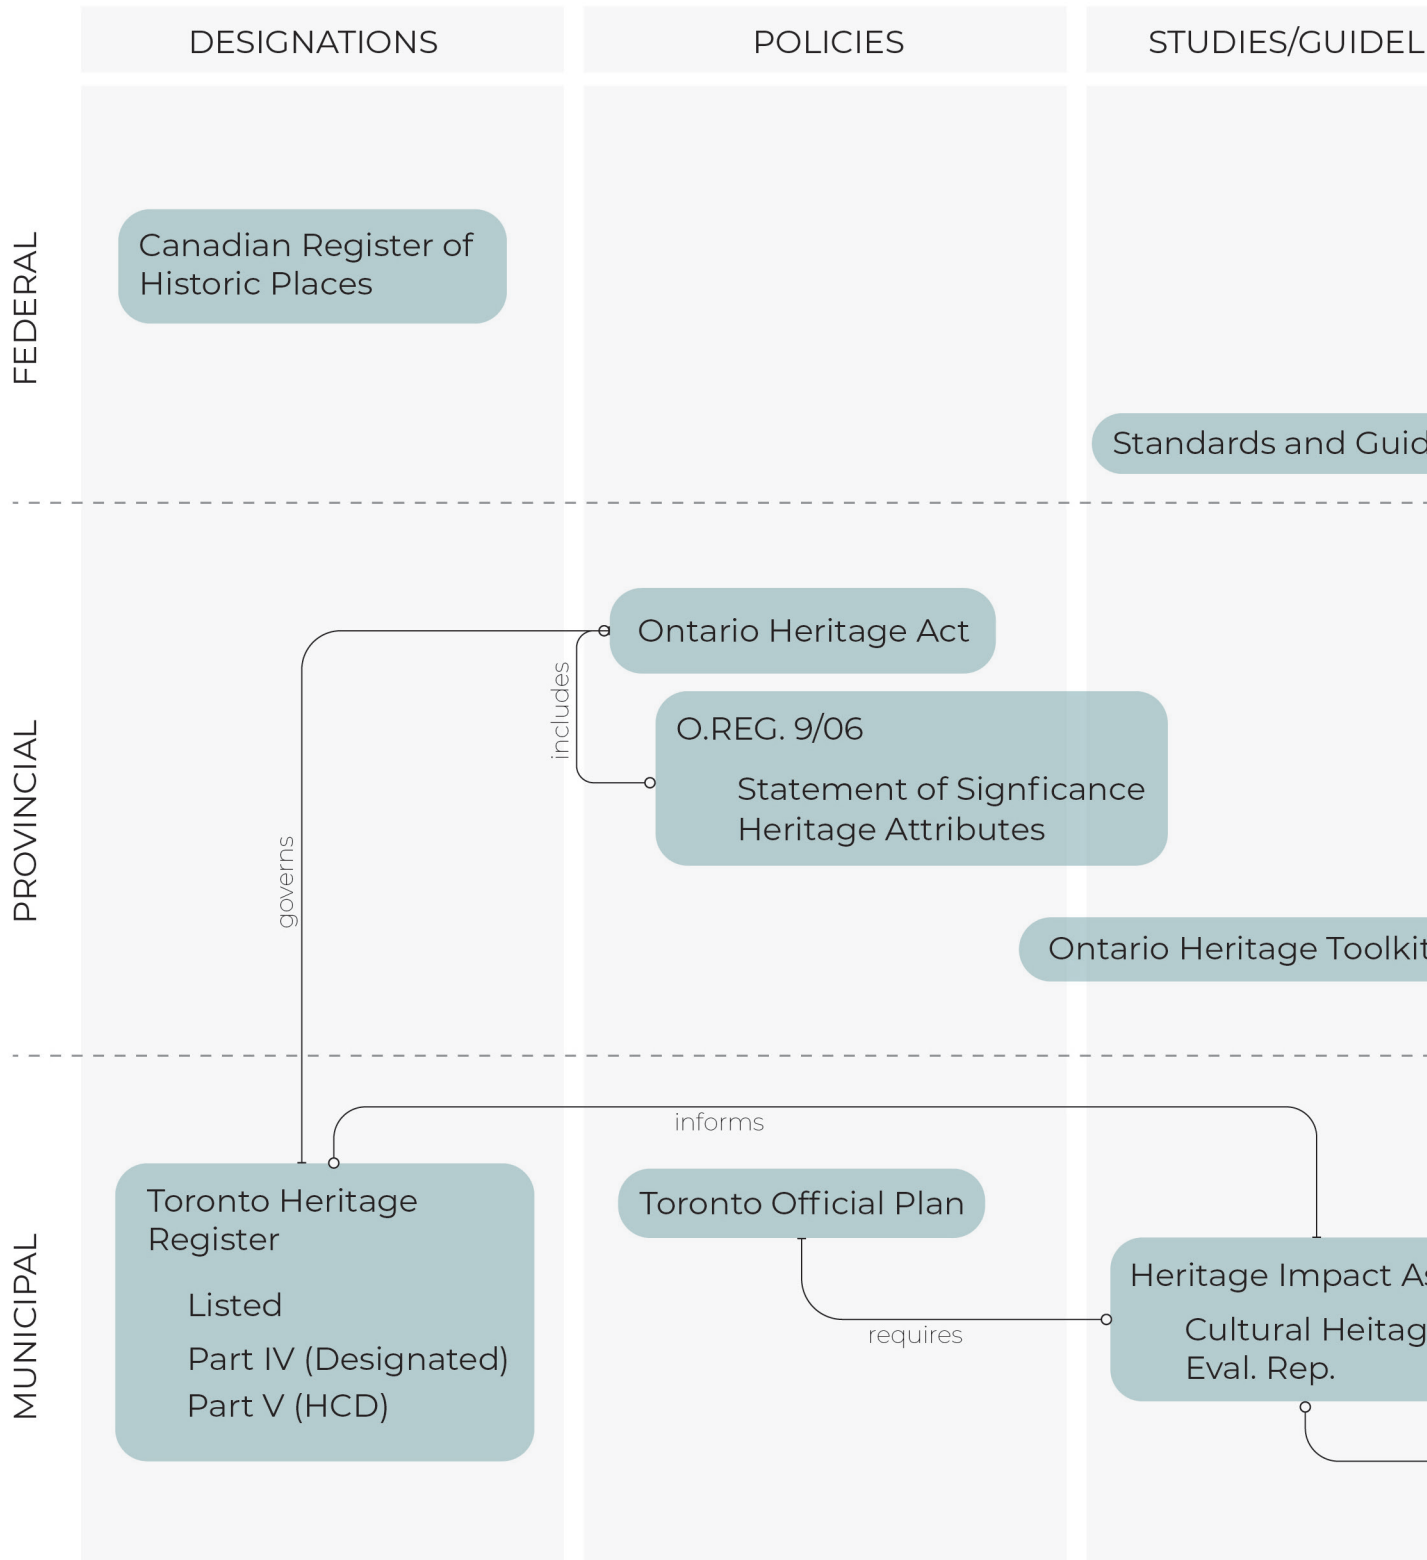 DESIGNATIONS
POLICIES
STUDIES/GUIDEL
FEDERAL
Canadian Register of
Historic Places
Standards and Guid
PROVINCIAL
Ontario Heritage Act
includes
O.REG. 9/06
Statement of Signficance
Heritage Attributes
governs
Ontario Heritage Toolkit
MUNICIPAL
informs
Toronto Heritage
Register
Listed
Part IV (Designated)
Part V (HCD)
Toronto Official Plan
requires
Heritage Impact As
Cultural Heitag
Eval. Rep.